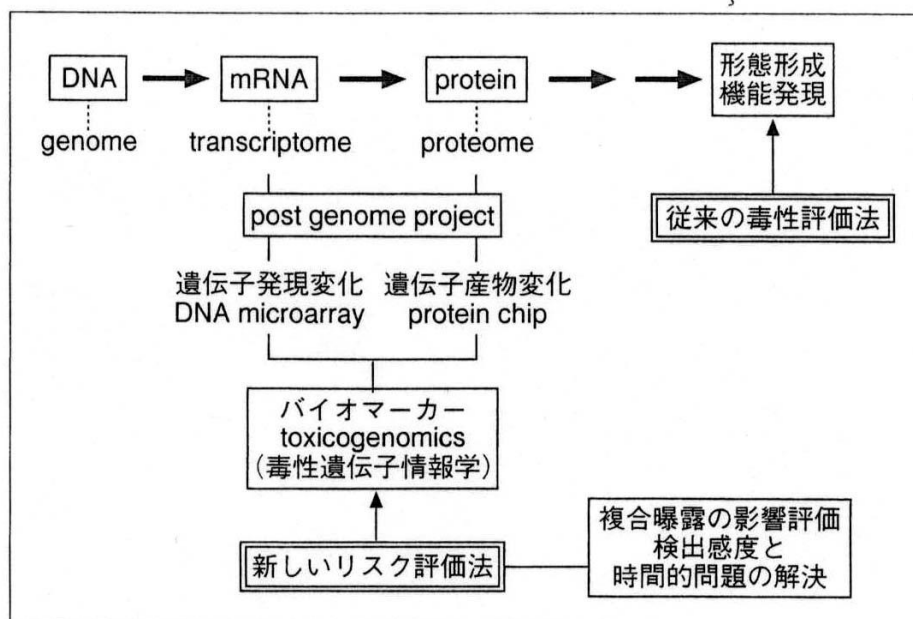 DNA
mRNA
protein
形態形成
機能発現
genome
transcriptome
proteome
post genome project
従来の毒性評価法
遺伝子発現変化
DNA microarray
遺伝子産物変化
protein chip
バイオマーカー
toxicogenomics
（毒性遺伝子情報学）
新しいリスク評価法
複合曝露の影響評価
検出感度と
時間的問題の解決